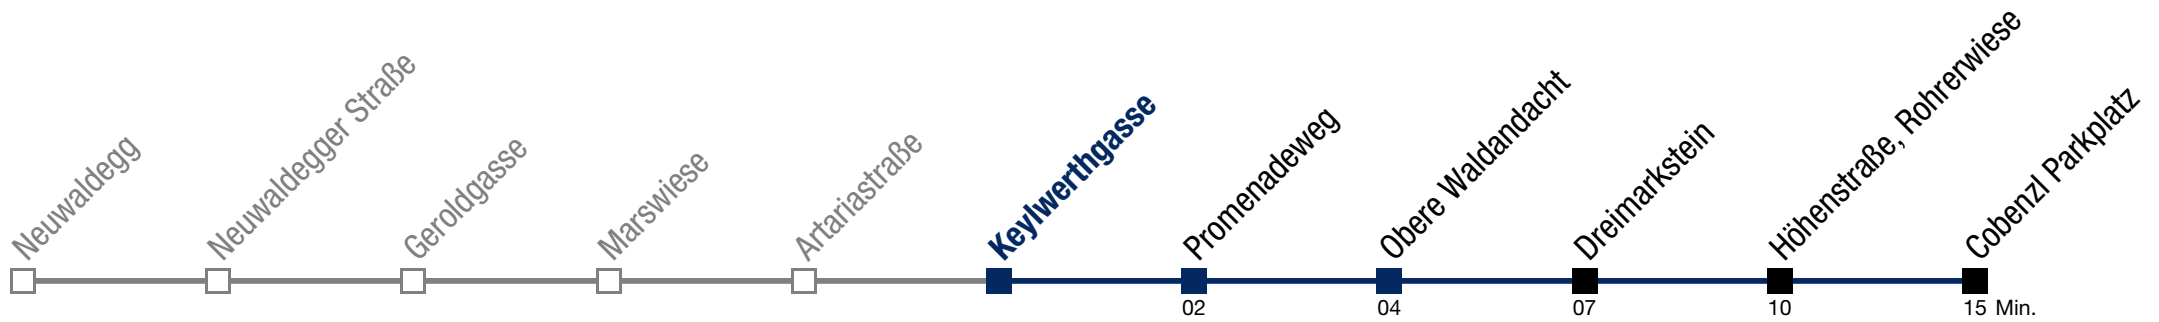 Neuwaldegg
Neuwaldegger Straße
Geroldgasse
Marswiese
Artariastraße
Keylwerthgasse
Promenadeweg
Obere Waldandacht
Dreimarkstein
Höhenstraße, Rohrerwiese
Cobenzl Parkplatz
02 04 07 10 15 Min.